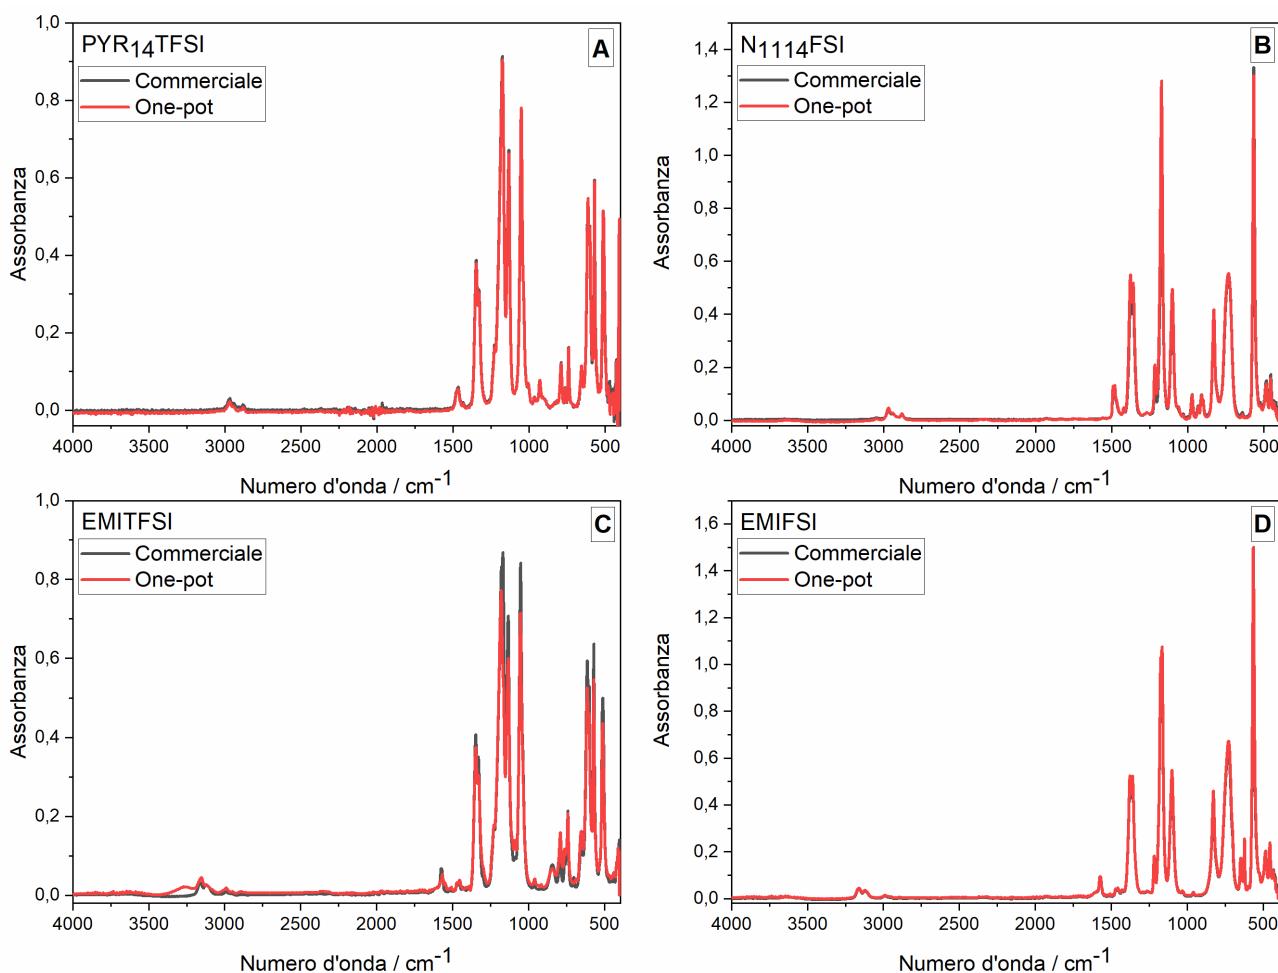 PYR14TFSI
A
Commerciale
One-pot
1,0
0,8
0,6
0,4
0,2
0,0
Assorbanza
4000 3500 3000 2500 2000 1500 1000 500
Numero d'onda / cm-1
N1114FSI
B
Commerciale
One-pot
1,4
1,2
1,0
0,8
0,6
0,4
0,2
0,0
Assorbanza
4000 3500 3000 2500 2000 1500 1000 500
Numero d'onda / cm-1
EMITFSI
C
Commerciale
One-pot
1,0
0,8
0,6
0,4
0,2
0,0
Assorbanza
4000 3500 3000 2500 2000 1500 1000 500
Numero d'onda / cm-1
EMIFSI
D
Commerciale
One-pot
1,6
1,4
1,2
1,0
0,8
0,6
0,4
0,2
0,0
Assorbanza
4000 3500 3000 2500 2000 1500 1000 500
Numero d'onda / cm-1